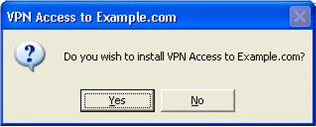 VPN Access to Example.com
Do you wish to install VPN Access to Example.com?
Yes No